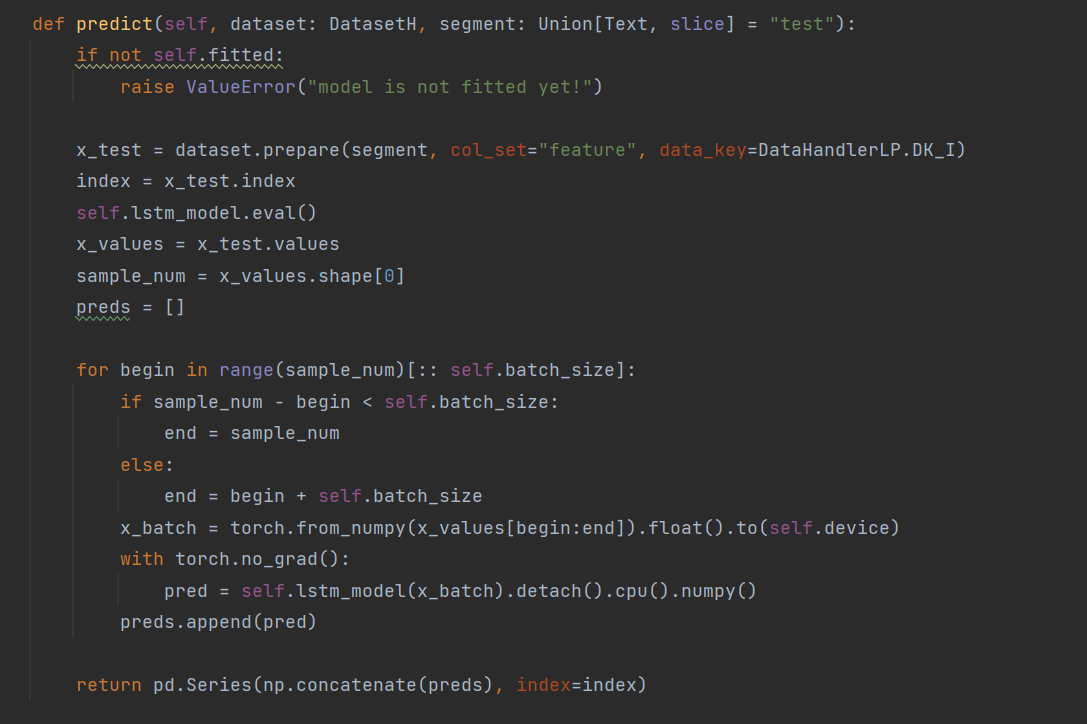 def predict(self, dataset: DatasetH, segment: Union[Text, slice] = "test"):
if not self.fitted:
raise ValueError("model is not fitted yet!")
x_test = dataset.prepare(segment, col_set="feature", data_key=DataHandlerLP.DK_I)
index = x_test.index
self.lstm_model.eval()
x_values = x_test.values
sample_num = x_values.shape[0]
preds = []
for begin in range(sample_num)[:: self.batch_size]:
if sample_num - begin < self.batch_size:
end = sample_num
else:
end = begin + self.batch_size
x_batch = torch.from_numpy(x_values[begin:end]).float().to(self.device)
with torch.no_grad():
pred = self.lstm_model(x_batch).detach().cpu().numpy()
preds.append(pred)
return pd.Series(np.concatenate(preds), index=index)